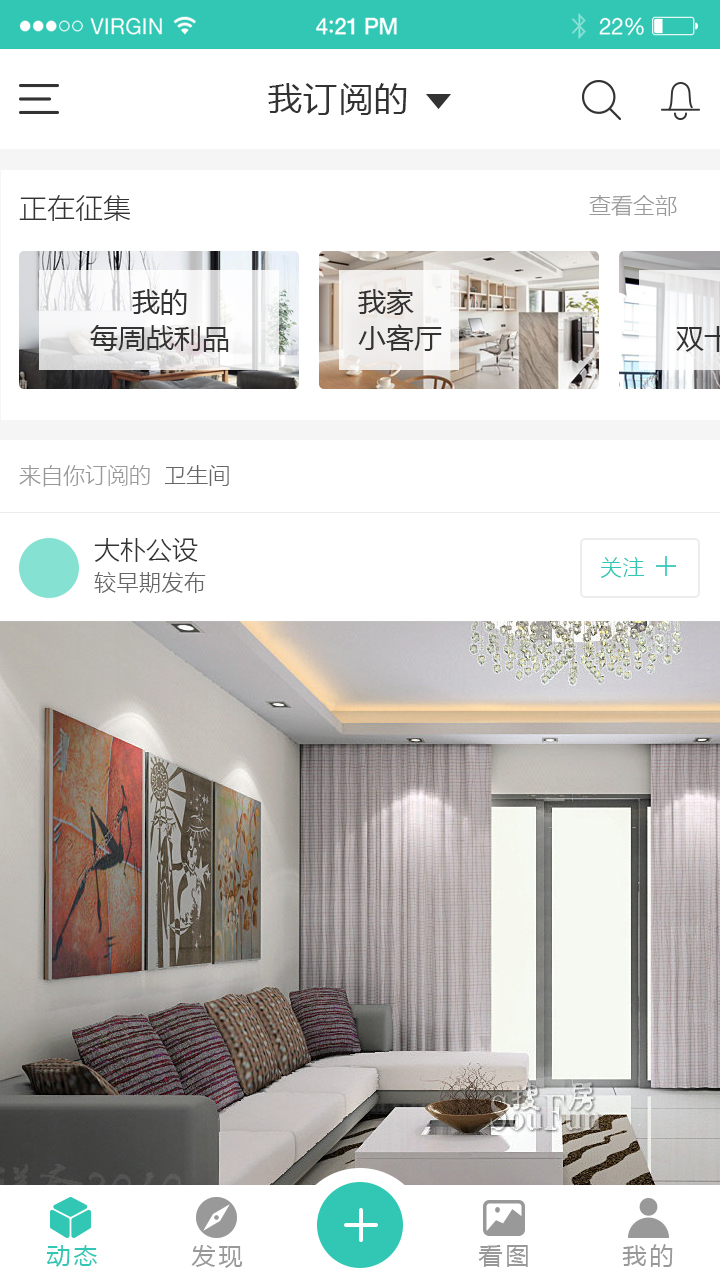 VIRGIN 4:21 PM 22%
我订阅的
正在征集 查看全部
我的
每周战利品
我家
小客厅
双十
来自你订阅的 卫生间
大朴公设
较早期发布
关注
搜房
SouFun
动态 发现 看图 我的